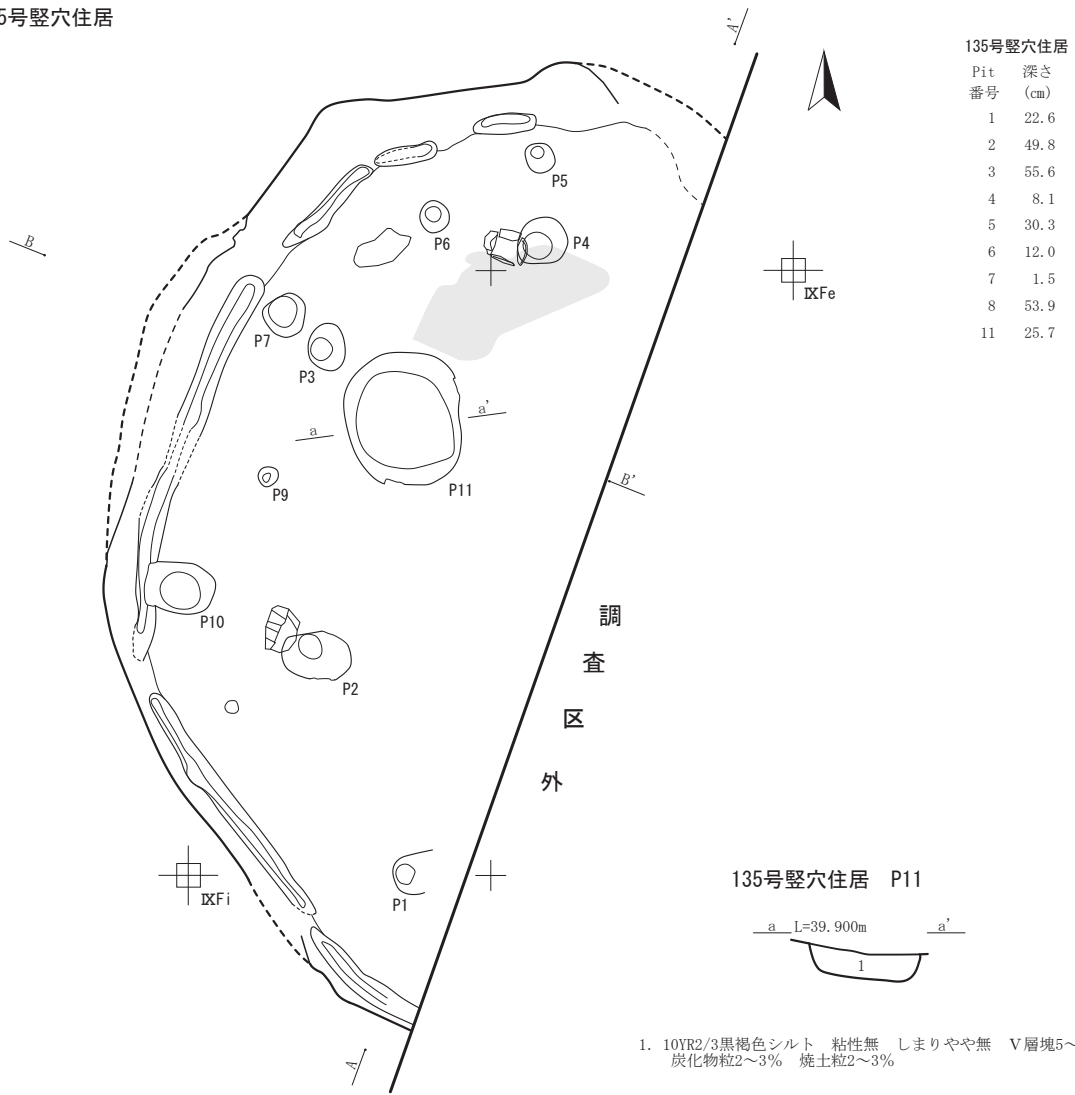 5号竪穴住居
A'
135号竪穴住居
Pit 深さ
番号 (cm)
1 22.6
2 49.8
3 55.6
4 8.1
5 30.3
6 12.0
7 1.5
8 53.9
11 25.7
P5
P6
P4
B
ⅨFe
P7
P3
a
a'
P9
P11
B'
P10
P2
調
査
区
外
ⅨFi
P1
135号竪穴住居 P11
a L=39.900m a'
1
A
1. 10YR2/3黒褐色シルト 粘性無 しまりやや無 Ⅴ層塊5~
炭化物粒2~3% 焼土粒2~3%